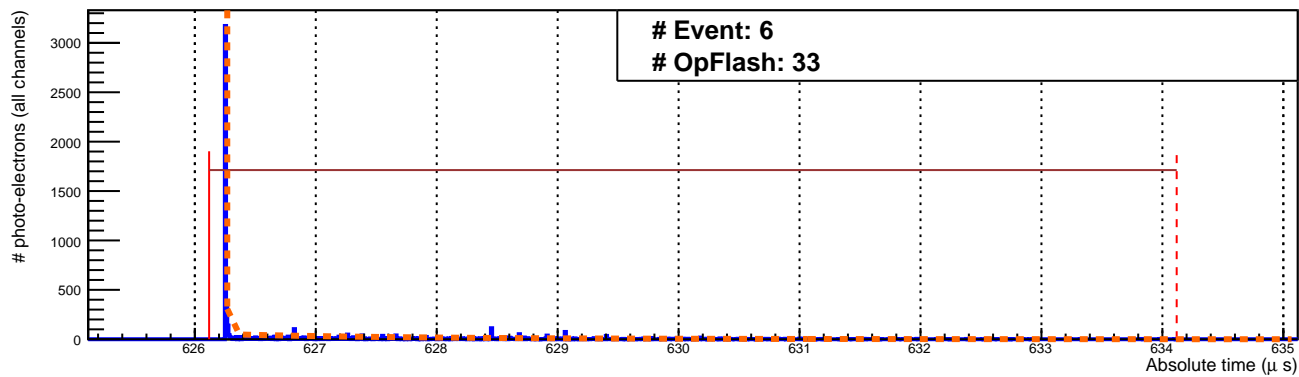 # Event: 6
# OpFlash: 33
# photo-electrons (all channels)
3000
2500
2000
1500
1000
500
0
626 627 628 629 630 631 632 633 634 635
Absolute time (μ s)